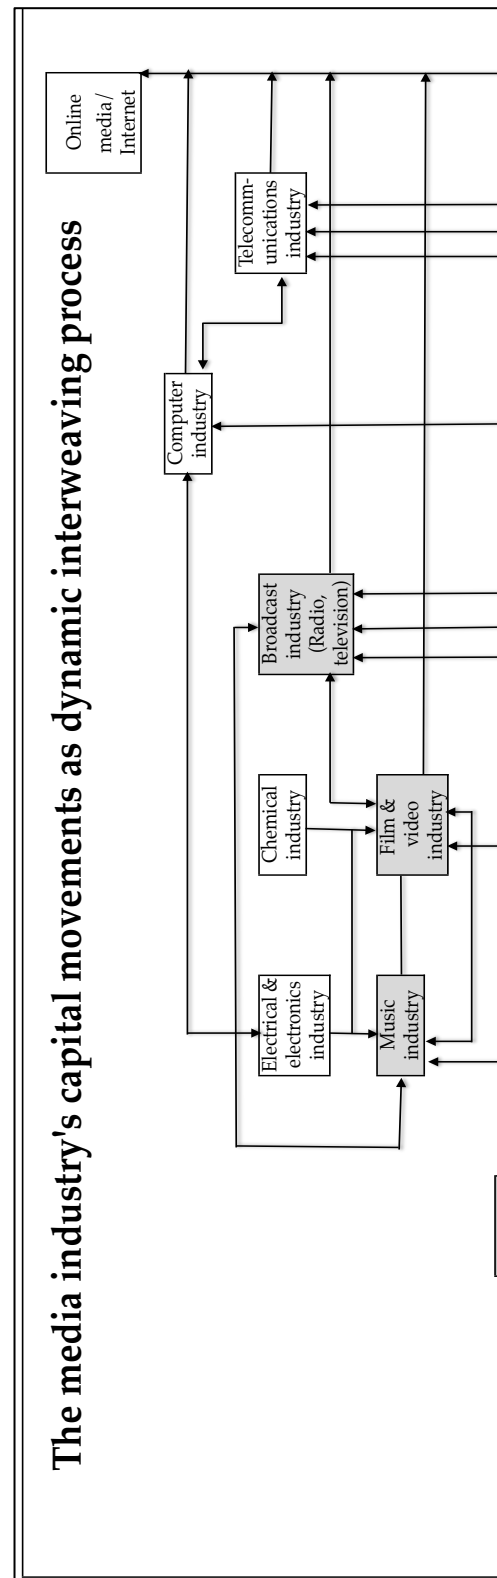 The media industry's capital movements as dynamic interweaving process
Online
media/
Internet
Telecomm-
unications
industry
Computer
industry
Broadcast
industry
(Radio,
television)
Chemical
industry
Film &
video
industry
Electrical &
electronics
industry
Music
industry